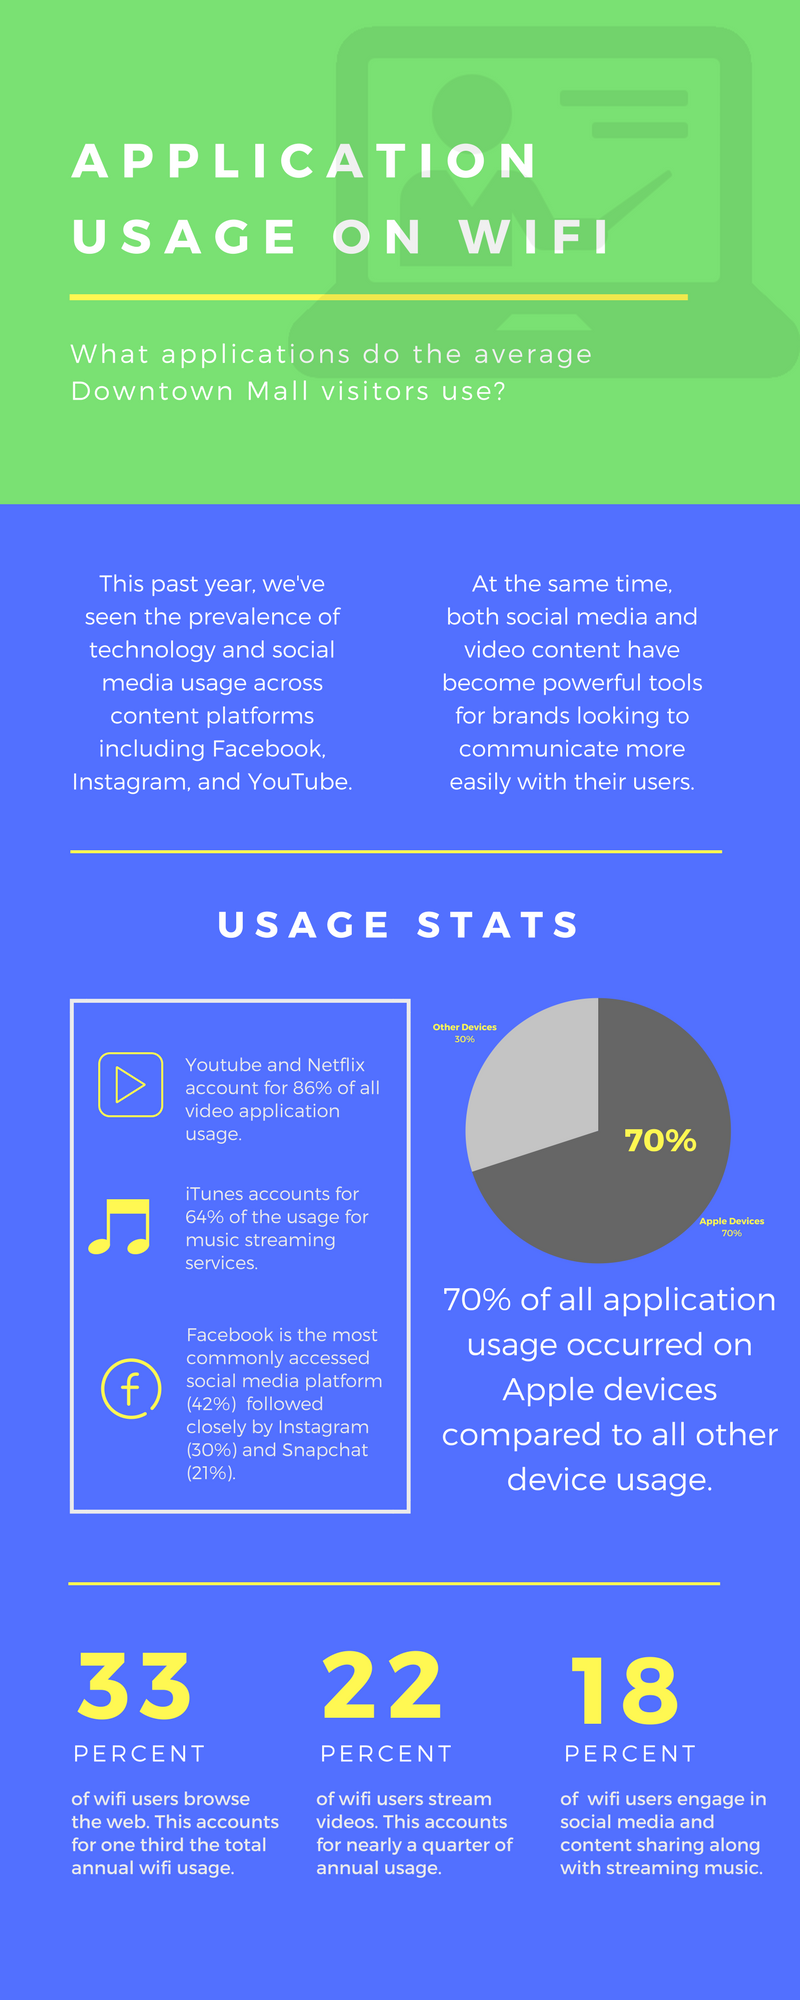 APPLICATION
USAGE ON WIFI
What applications do the average
Downtown Mall visitors use?
This past year, we've
seen the prevalence of
technology and social
media usage across
content platforms
including Facebook,
Instagram, and YouTube.
At the same time,
both social media and
video content have
become powerful tools
for brands looking to
communicate more
easily with their users.
USAGE STATS
Youtube and Netflix
account for 86% of all
video application
usage.
iTunes accounts for
64% of the usage for
music streaming
services.
Facebook is the most
commonly accessed
social media platform
(42%)  followed
closely by Instagram
(30%) and Snapchat
(21%).
Other Devices
30%
70%
Apple Devices
70%
70% of all application
usage occurred on
Apple devices
compared to all other
device usage.
33
PERCENT
of wifi users browse
the web. This accounts
for one third the total
annual wifi usage.
22
PERCENT
of wifi users stream
videos. This accounts
for nearly a quarter of
annual usage.
18
PERCENT
of  wifi users engage in
social media and
content sharing along
with streaming music.